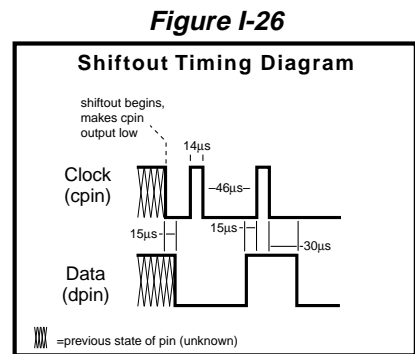 Figure I-26
Shiftout Timing Diagram
shiftout begins,
makes cpin
output low
14µs
Clock
(cpin)
46µs
15µs
15µs
30µs
Data
(dpin)
=previous state of pin (unknown)